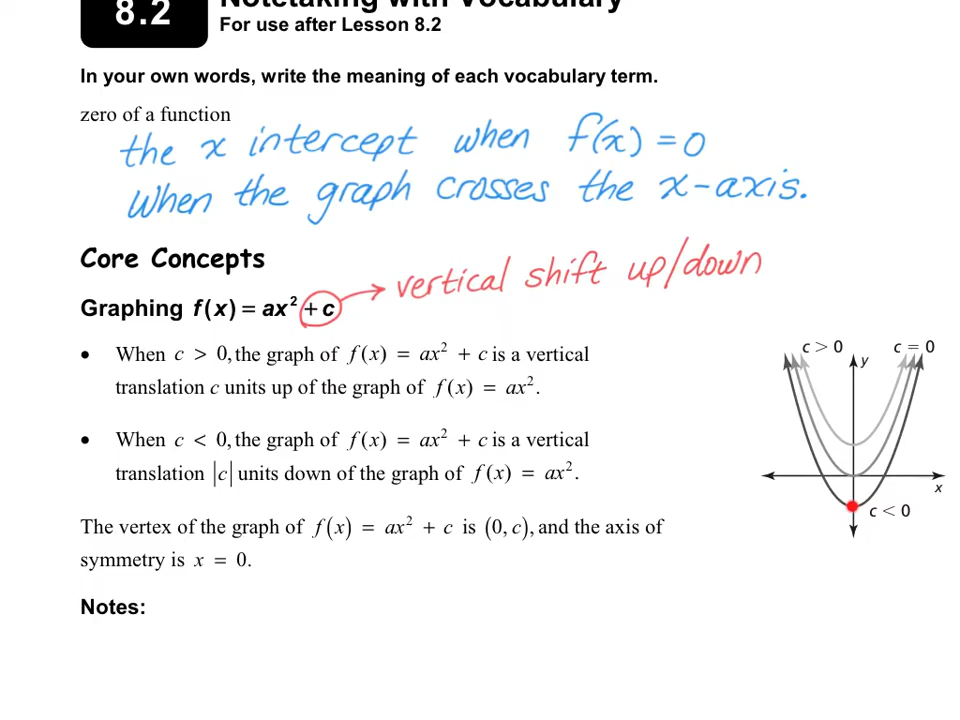 8.2 Notetaking with Vocabulary
For use after Lesson 8.2
In your own words, write the meaning of each vocabulary term.
zero of a function
the x intercept when f(x) = 0
When the graph crosses the x-axis.
Core Concepts
vertical shift up/down
Graphing f(x) = ax² + c
• When c > 0, the graph of f(x) = ax² + c is a vertical
translation c units up of the graph of f(x) = ax².
• When c < 0, the graph of f(x) = ax² + c is a vertical
translation |c| units down of the graph of f(x) = ax².
The vertex of the graph of f(x) = ax² + c is (0, c), and the axis of
symmetry is x = 0.
Notes:
c > 0
c = 0
y
x
c < 0